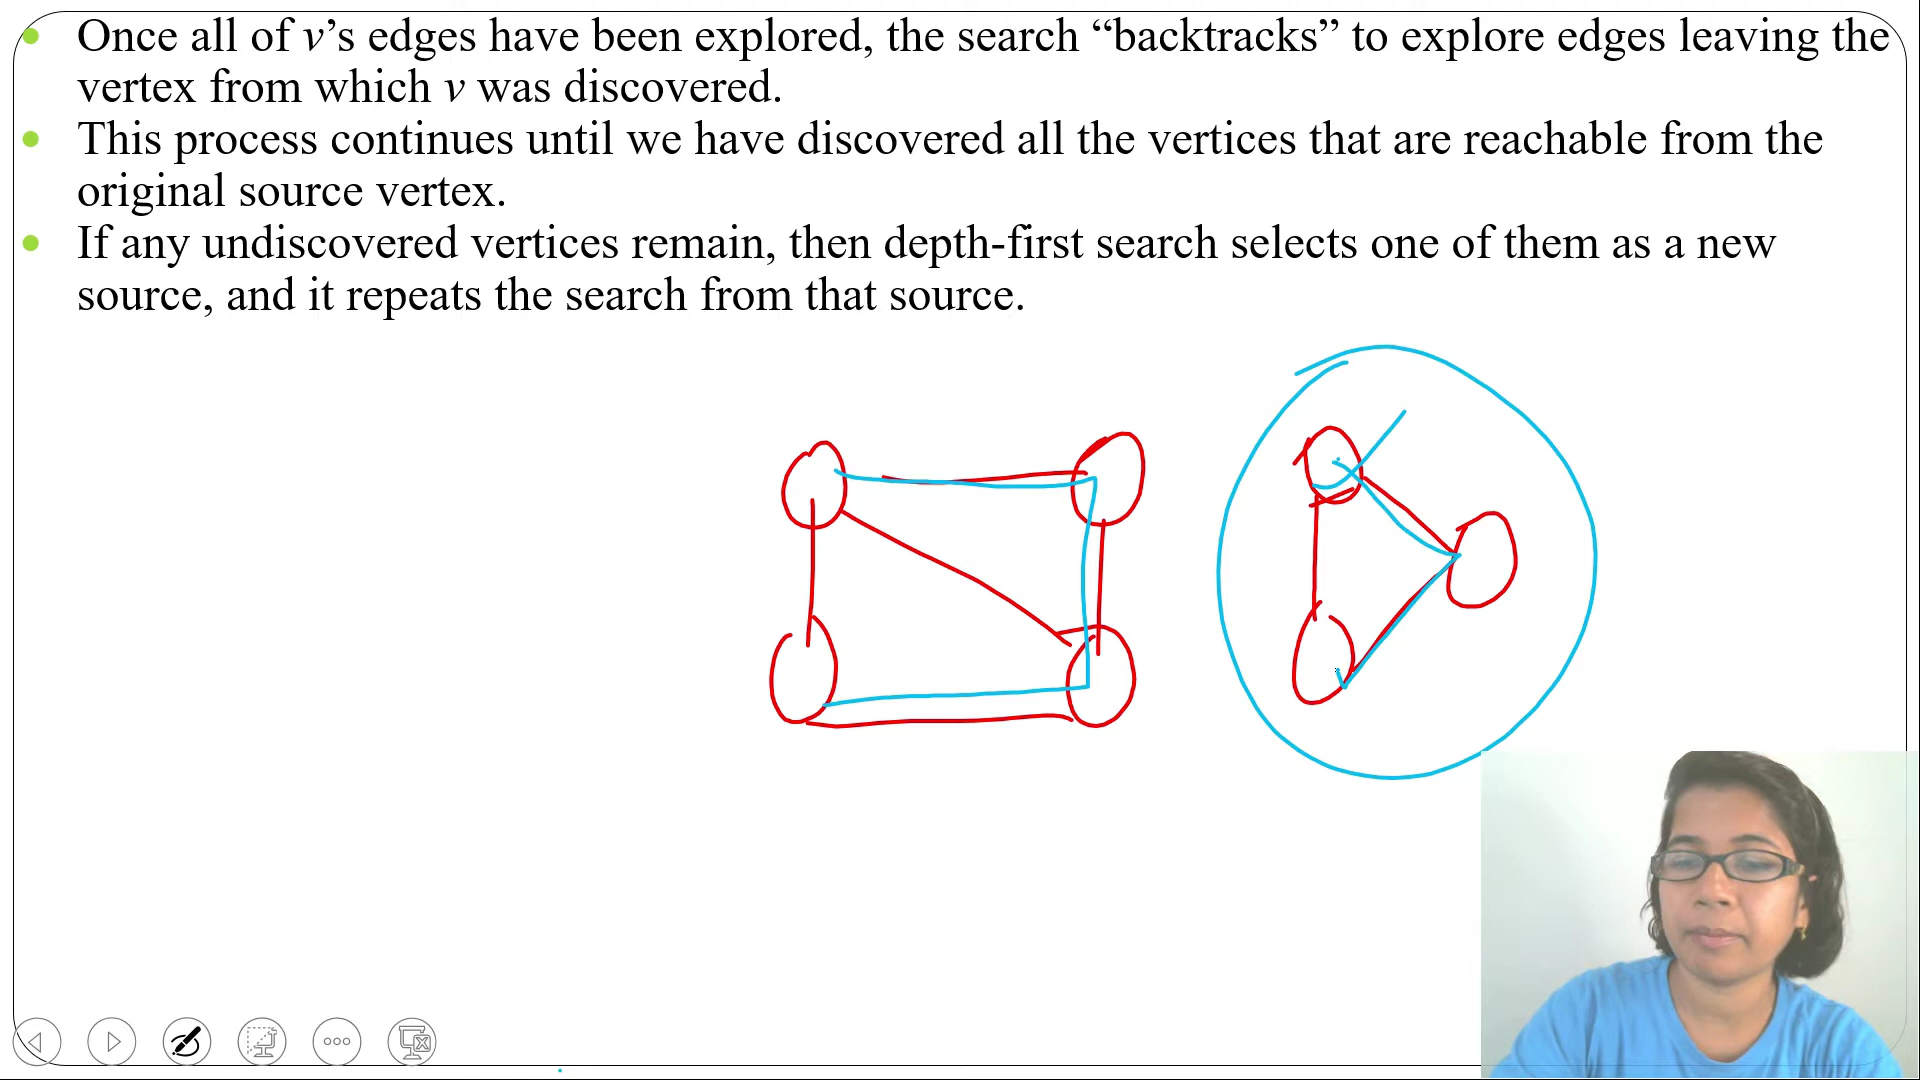 Once all of v’s edges have been explored, the search “backtracks” to explore edges leaving the
vertex from which v was discovered.
This process continues until we have discovered all the vertices that are reachable from the
original source vertex.
If any undiscovered vertices remain, then depth-first search selects one of them as a new
source, and it repeats the search from that source.